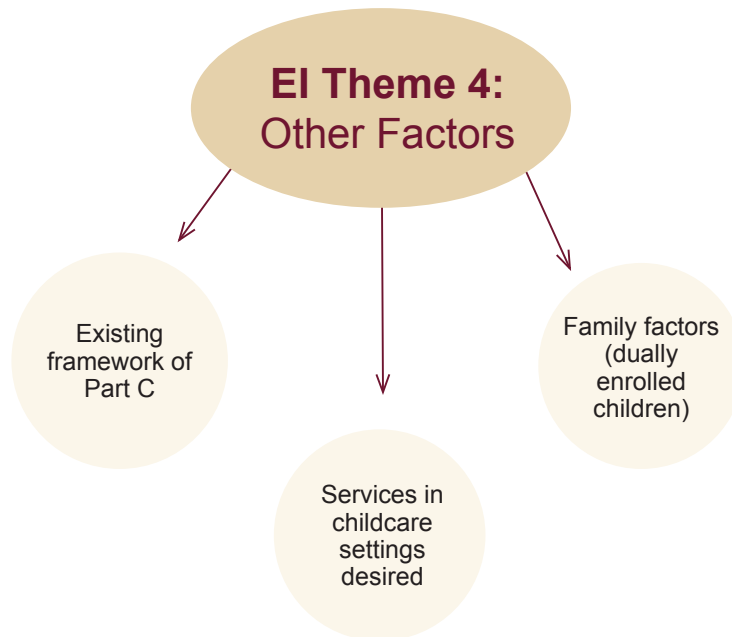 EI Theme 4:
Other Factors
Existing
framework of
Part C
Services in
childcare
settings
desired
Family factors
(dually
enrolled
children)